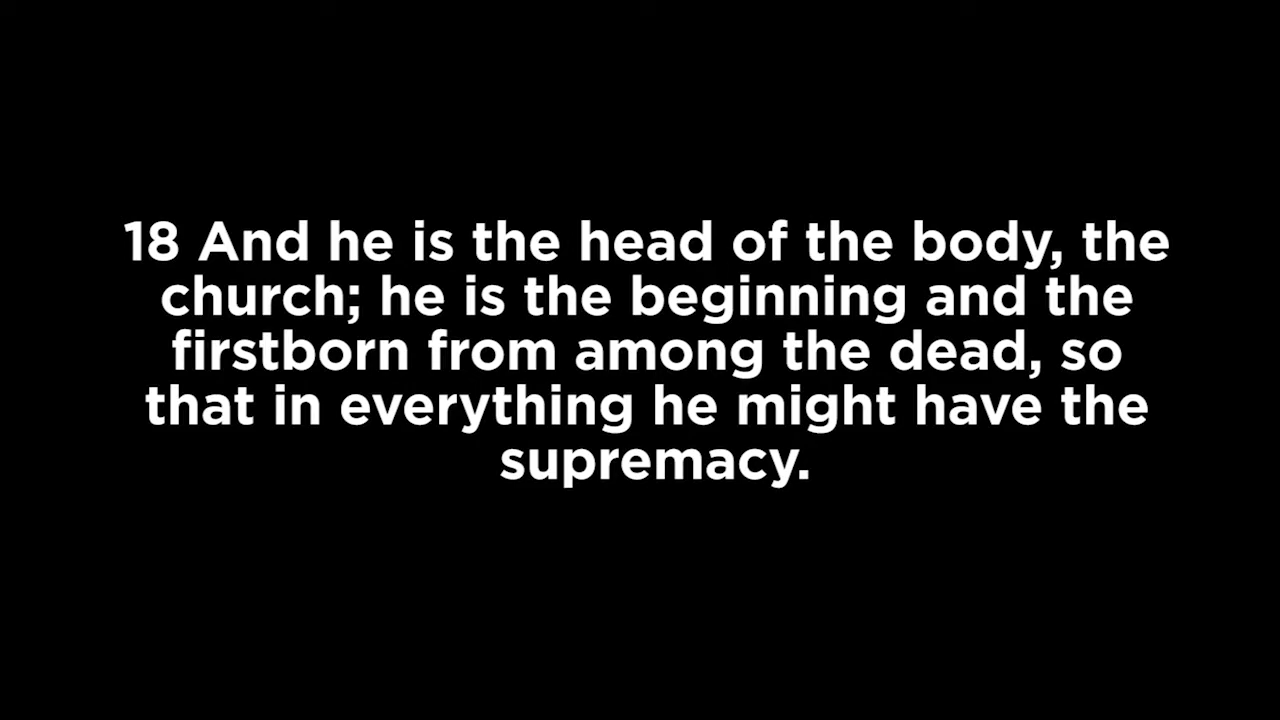 18 And he is the head of the body, the
church; he is the beginning and the
firstborn from among the dead, so
that in everything he might have the
supremacy.